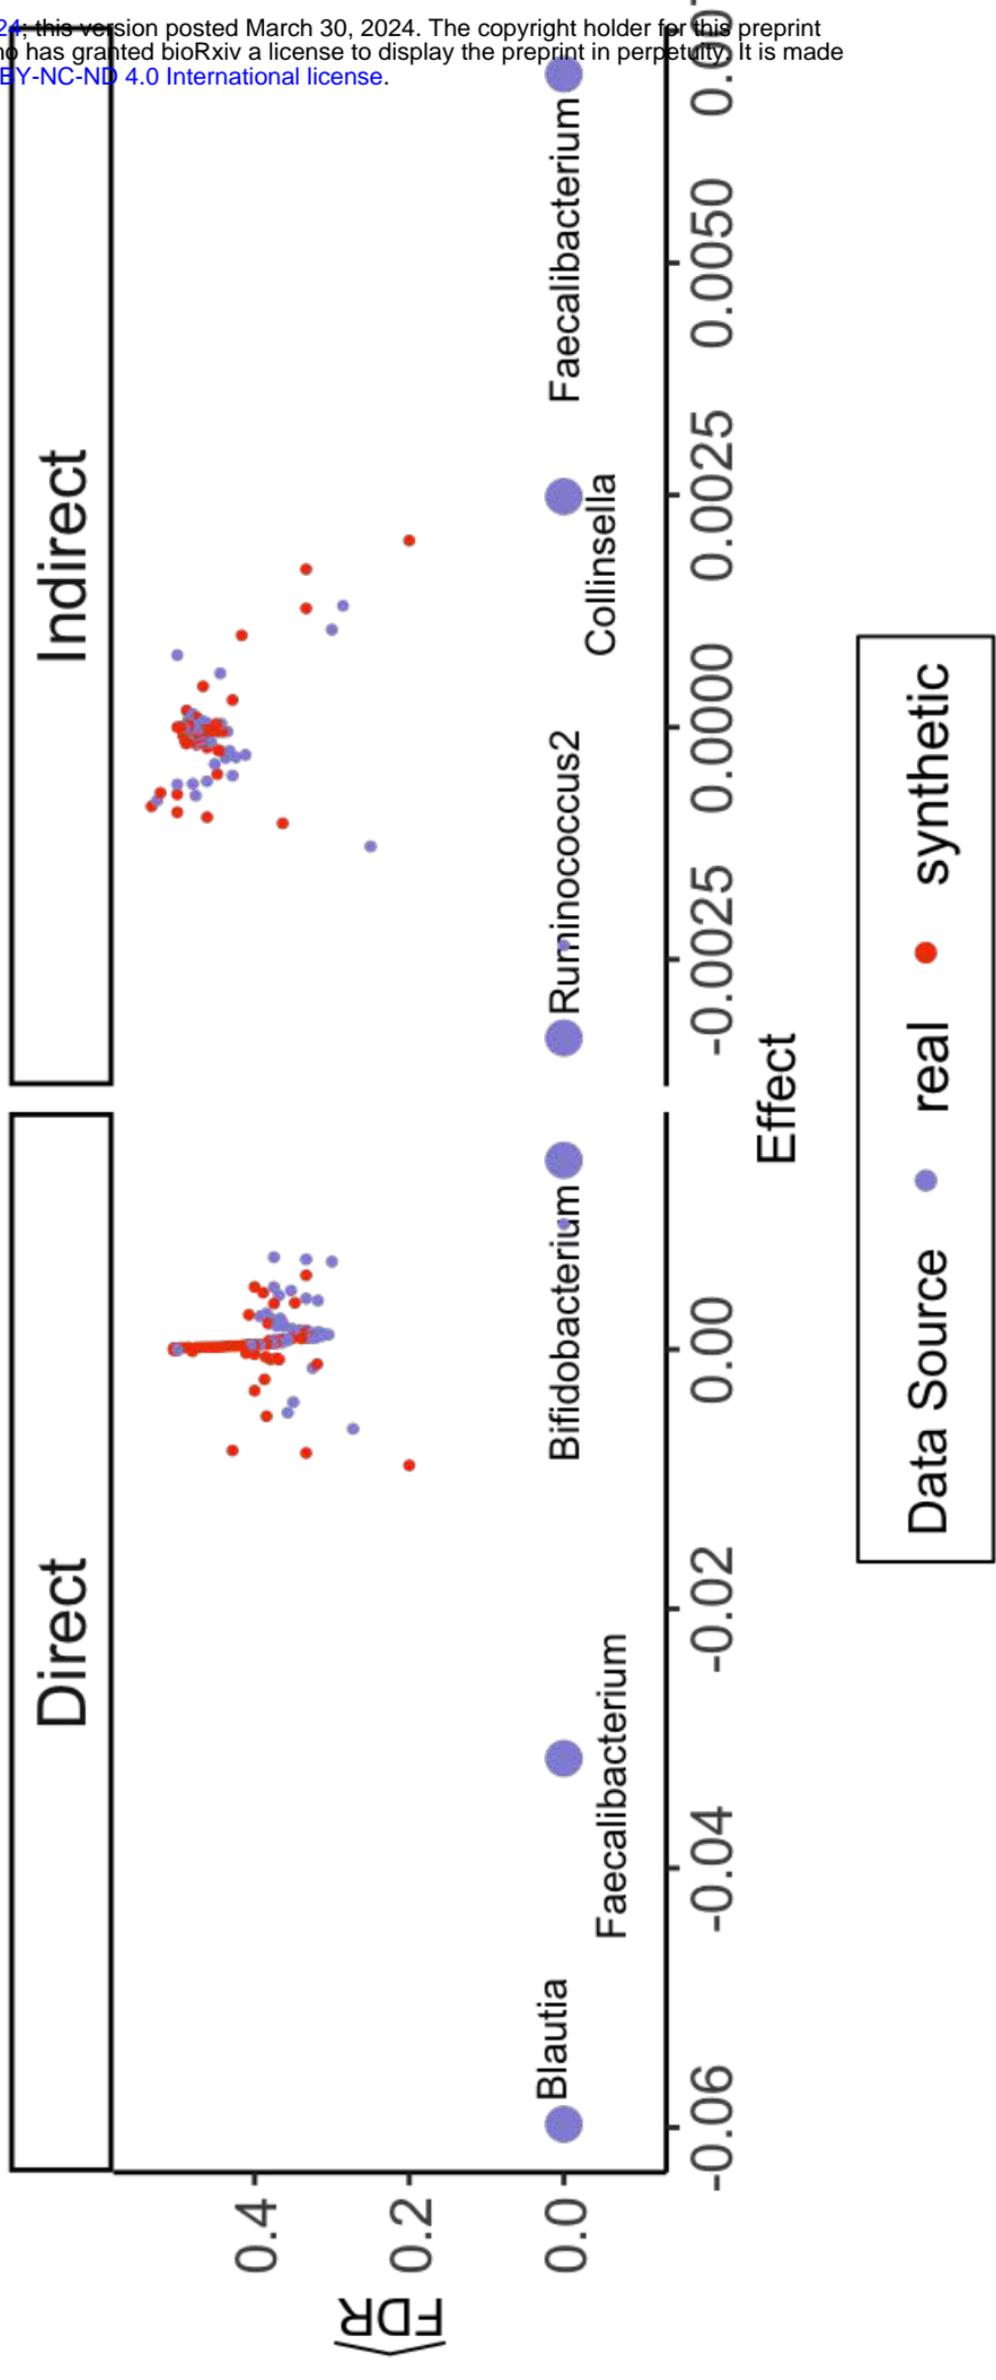 24; this version posted March 30, 2024. The copyright holder for this preprint
o has granted bioRxiv a license to display the preprint in perpetuity. It is made
BY-NC-ND 4.0 International license.
Direct
Indirect
FDR
0.4
0.2
0.0
Blautia
Faecalibacterium
Bifidobacterium
Ruminococcus2
Collinsella
Faecalibacterium
-0.06
-0.04
-0.02
0.00
-0.0025
0.0000
0.0025
0.0050
Effect
Data Source real synthetic